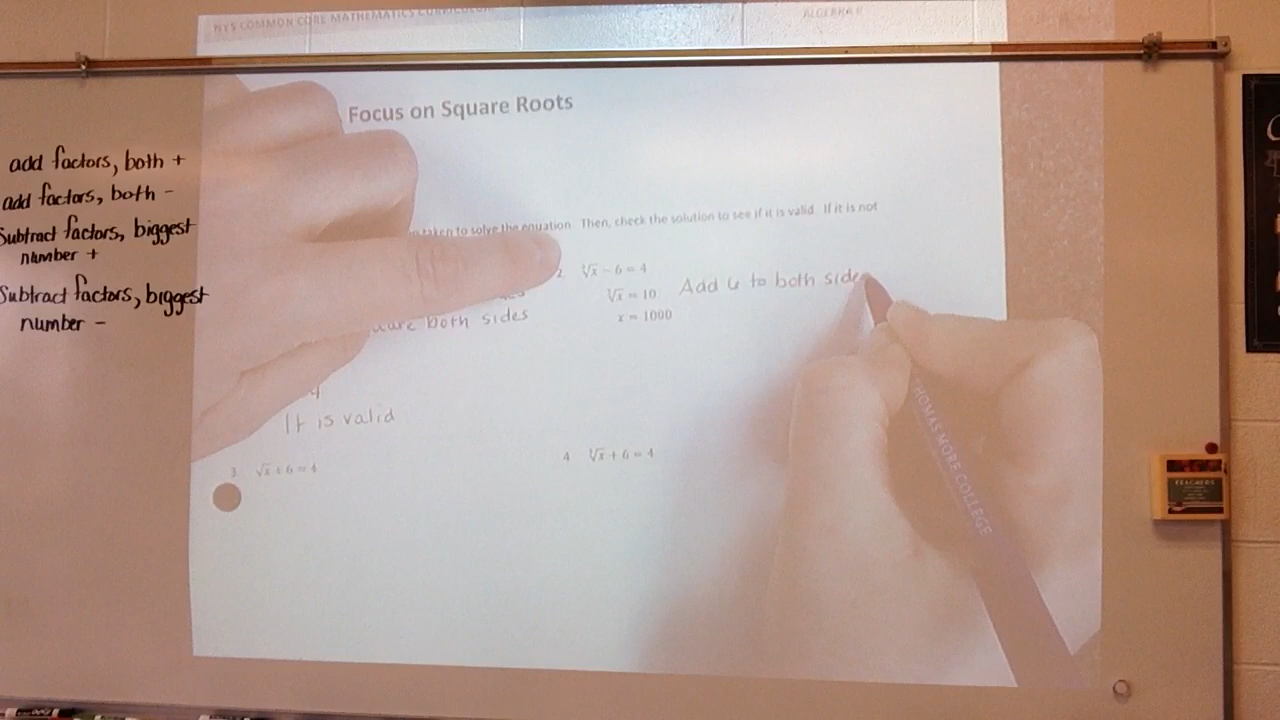 NYS COMMON CORE MATHEMATICS CURRICULUM
ALGEBRA II
Focus on Square Roots
add factors, both +
add factors, both -
Subtract factors, biggest
number +
Subtract factors, biggest
number -
taken to solve the equation Then, check the solution to see if it is valid If it is not
2 ∛x - 6 = 4
∛x = 10
x = 1000
Add 6 to both side
both sides
4
It is valid
3. √x + 6 = 4
4 ∛x + 6 = 4
THOMAS MORE COLLEGE
TEACHERS